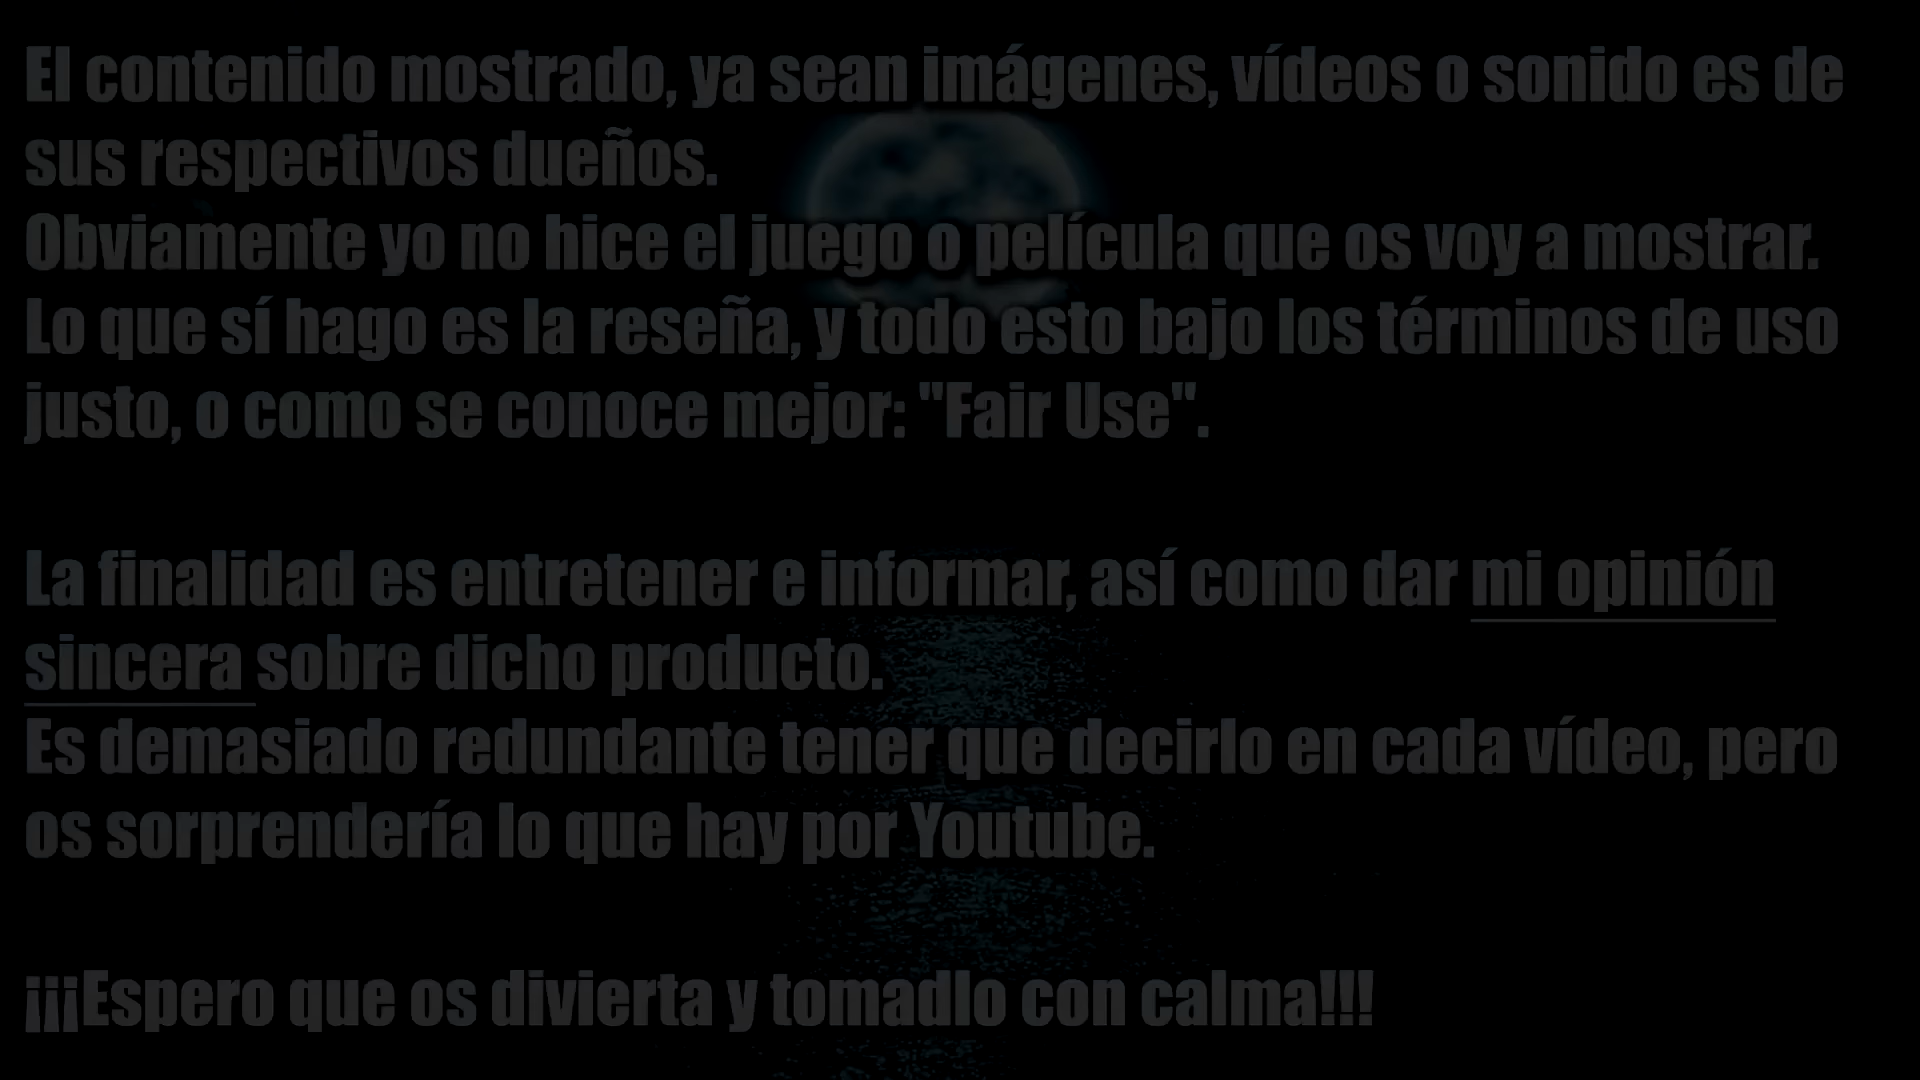 El contenido mostrado, ya sean imágenes, vídeos o sonido es de
sus respectivos dueños.
Obviamente yo no hice el juego o película que os voy a mostrar.
Lo que sí hago es la reseña, y todo esto bajo los términos de uso
justo, o como se conoce mejor: "Fair Use".
La finalidad es entretener e informar, así como dar mi opinión
sincera sobre dicho producto.
Es demasiado redundante tener que decirlo en cada vídeo, pero
os sorprendería lo que hay por Youtube.
¡¡¡Espero que os divierta y tomadlo con calma!!!